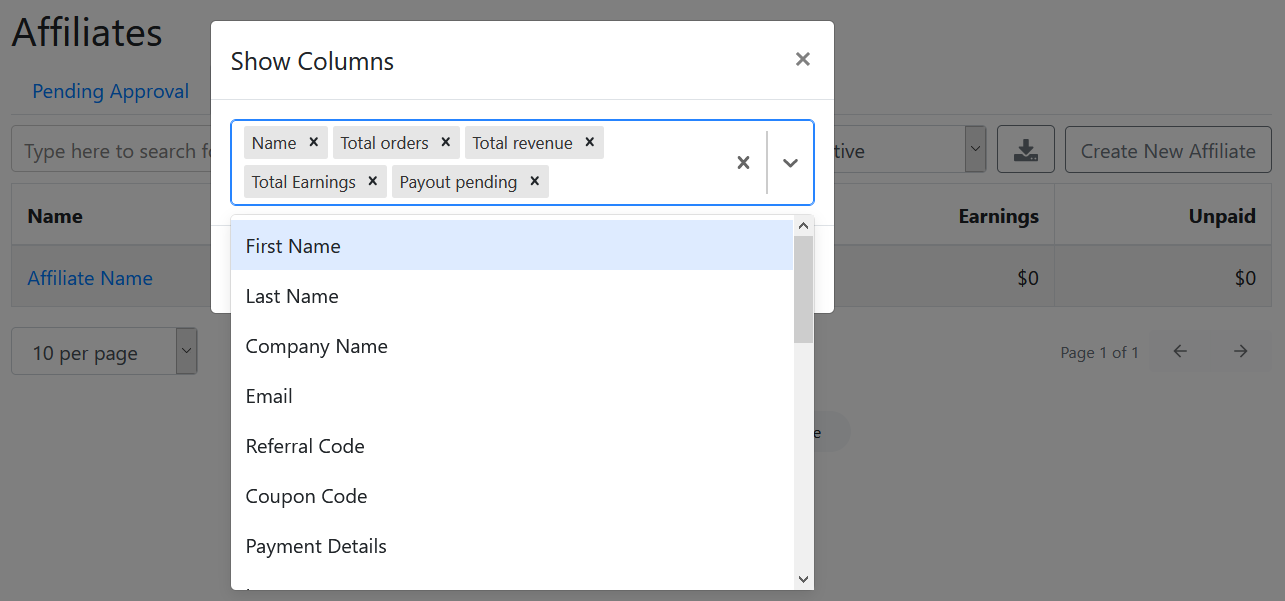 Affiliates
Show Columns
Pending Approval
Name Total orders Total revenue
Total Earnings Payout pending
Type here to search
Create New Affiliate
Name Earnings Unpaid
First Name
Affiliate Name $0 $0
Last Name
Company Name
10 per page
Page 1 of 1
Email
Referral Code
Coupon Code
Payment Details